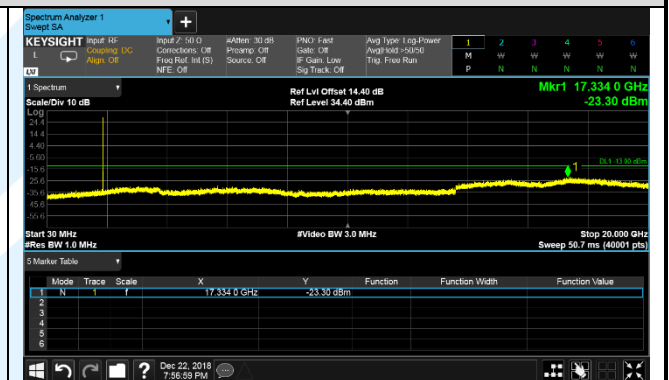 Spectrum Analyzer 1
Swept SA
+
KEYSIGHT Input: RF Input Z: 50 Ω #Atten: 30 dB PNO: Fast Avg Type: Log-Power 1 2 3 4 5 6
L Coupling: DC Corrections: Off Preamp: Off Gate: Off Avg|Hold:>50/50 M W W W W W
Align: Off Freq Ref: Int (S) Source: Off IF Gain: Low Trig: Free Run P N N N N N
LXI NFE: Off Sig Track: Off
1 Spectrum Ref Lvl Offset 14.40 dB Mkr1 17.334 0 GHz
Scale/Div 10 dB Ref Level 34.40 dBm -23.30 dBm
Log
24.4
14.4
4.40
-5.60
DL1 -13.00 dBm
1
-15.6
-25.6
-35.6
-45.6
-55.6
Start 30 MHz #Video BW 3.0 MHz Stop 20.000 GHz
#Res BW 1.0 MHz Sweep 50.7 ms (40001 pts)
5 Marker Table
Mode Trace Scale X Y Function Function Width Function Value
1 N 1 f 17.334 0 GHz -23.30 dBm
2
3
4
5
6
? Dec 22, 2018
7:56:59 PM